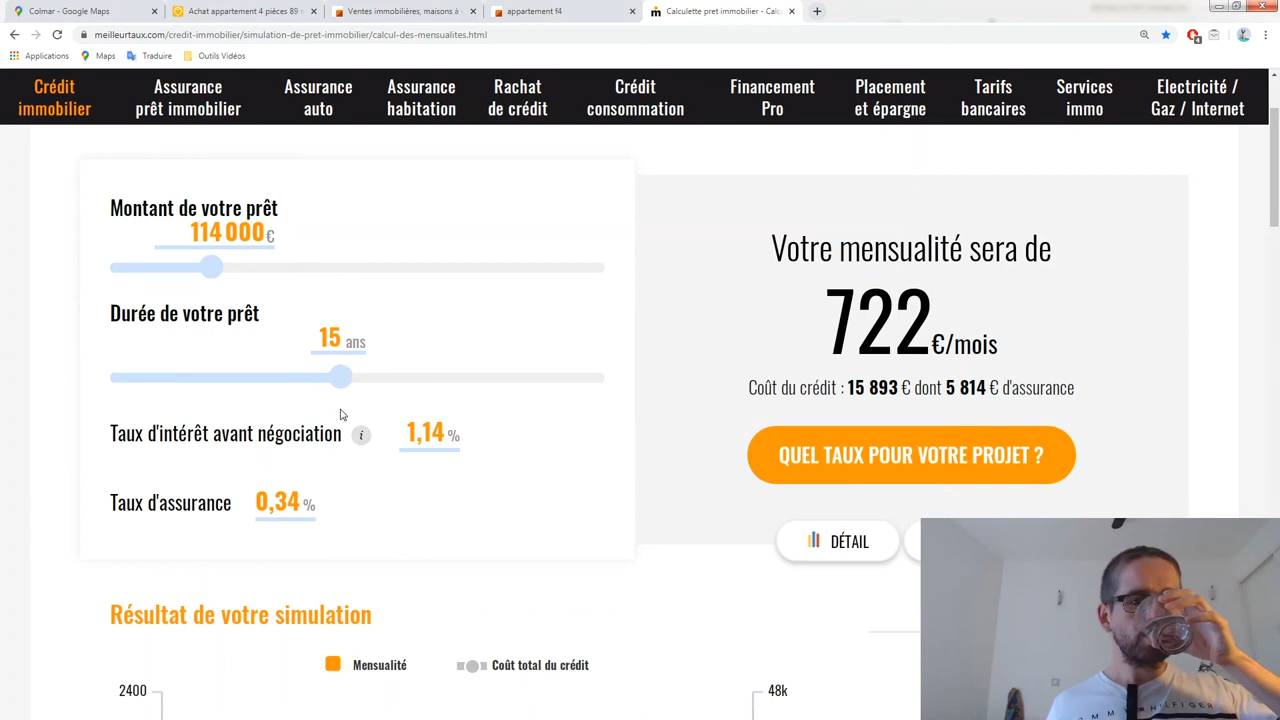 Colmar - Google Maps
Achat appartement 4 pièces 89 m
Ventes immobilières, maisons à v
appartement f4
Calculette pret immobilier - Calc
meilleurtaux.com/credit-immobilier/simulation-de-pret-immobilier/calcul-des-mensualites.html
4
Applications
Maps
Traduire
Outils Vidéos
Crédit
immobilier
Assurance
prêt immobilier
Assurance
auto
Assurance
habitation
Rachat
de crédit
Crédit
consommation
Financement
Pro
Placement
et épargne
Tarifs
bancaires
Services
immo
Electricité /
Gaz / Internet
Montant de votre prêt
114 000 €
Durée de votre prêt
15 ans
Taux d'intérêt avant négociation i 1,14 %
Taux d'assurance 0,34 %
Votre mensualité sera de
722 €/mois
Coût du crédit : 15 893 € dont 5 814 € d'assurance
QUEL TAUX POUR VOTRE PROJET ?
DÉTAIL
Résultat de votre simulation
Mensualité
Coût total du crédit
2400
48k
TOMMY HILFIGER